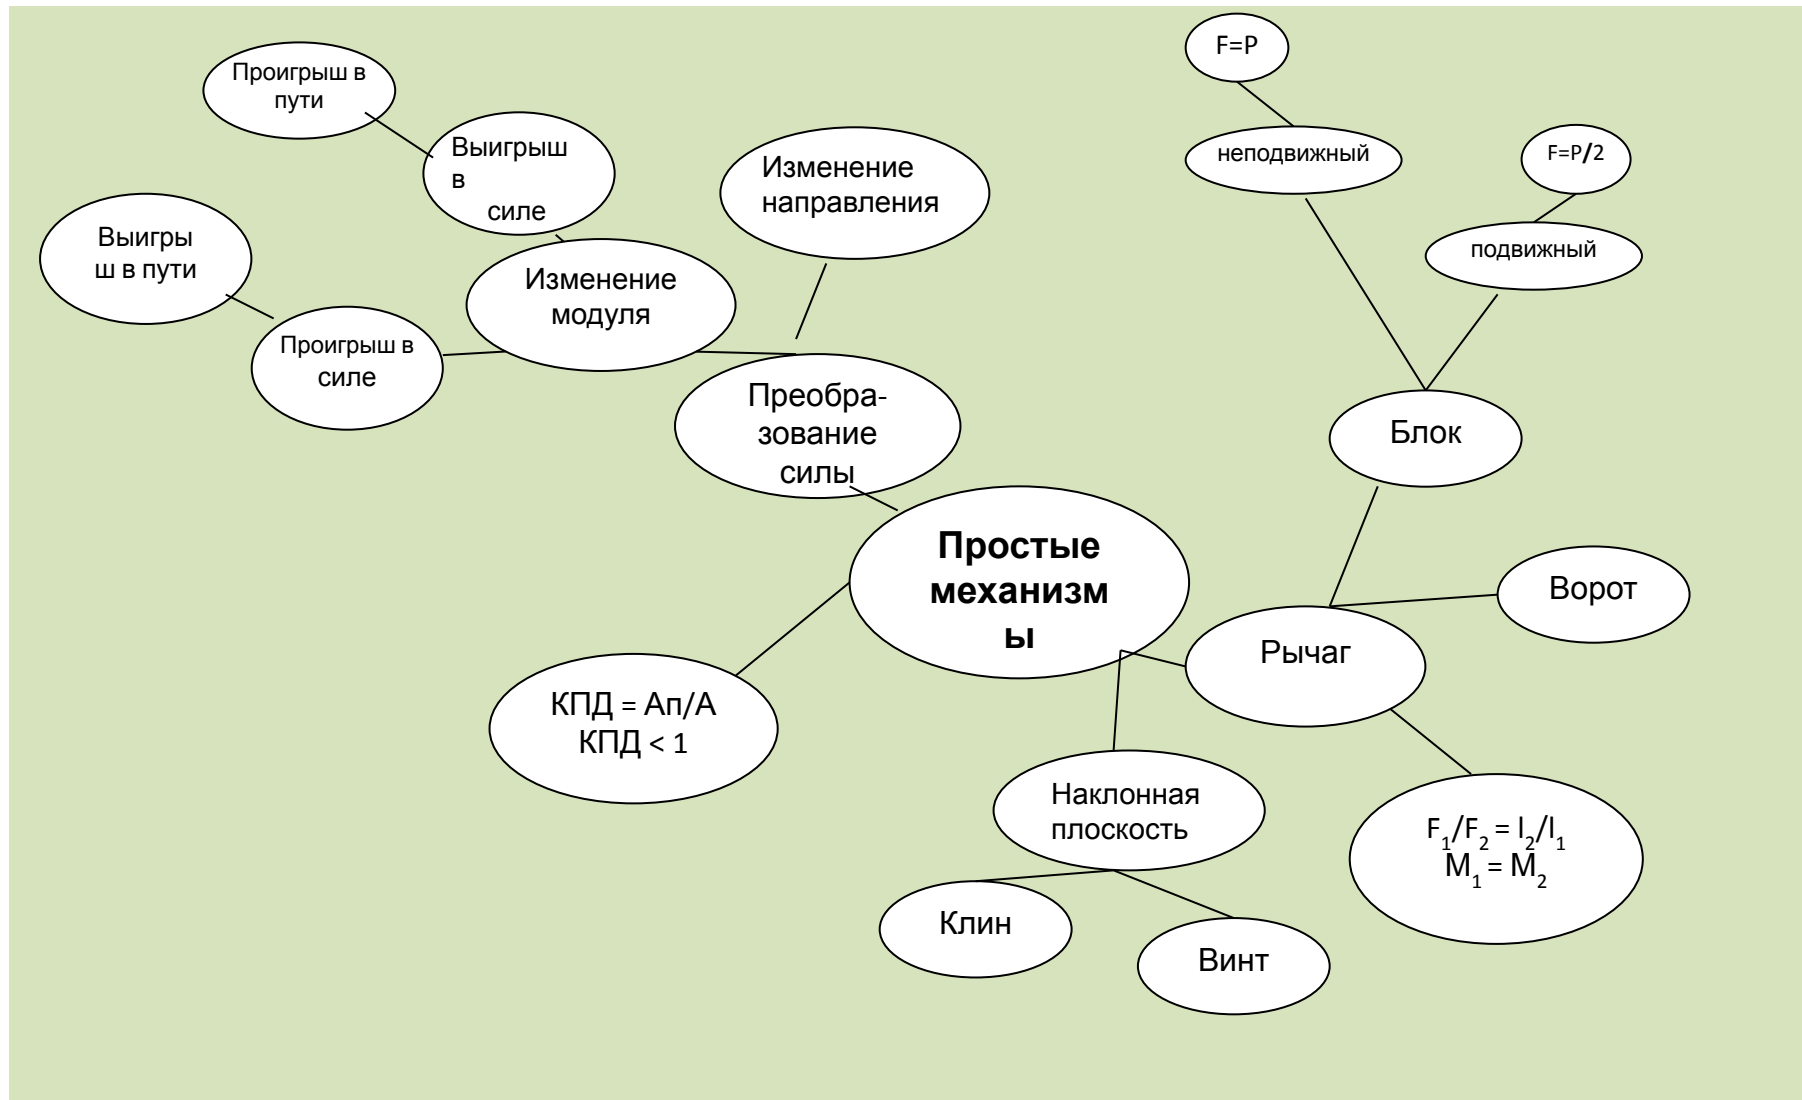 F=P
Проигрыш в
пути
Выигрыш
в
силе
Изменение
направления
неподвижный
F=P/2
Выигры
ш в пути
подвижный
Изменение
модуля
Проигрыш в
силе
Преобра-
зование
силы
Блок
Простые
механизм
ы
Ворот
Рычаг
КПД = Ап/А
КПД < 1
Наклонная
плоскость
F₁/F₂ = l₂/l₁
M₁ = M₂
Клин
Винт